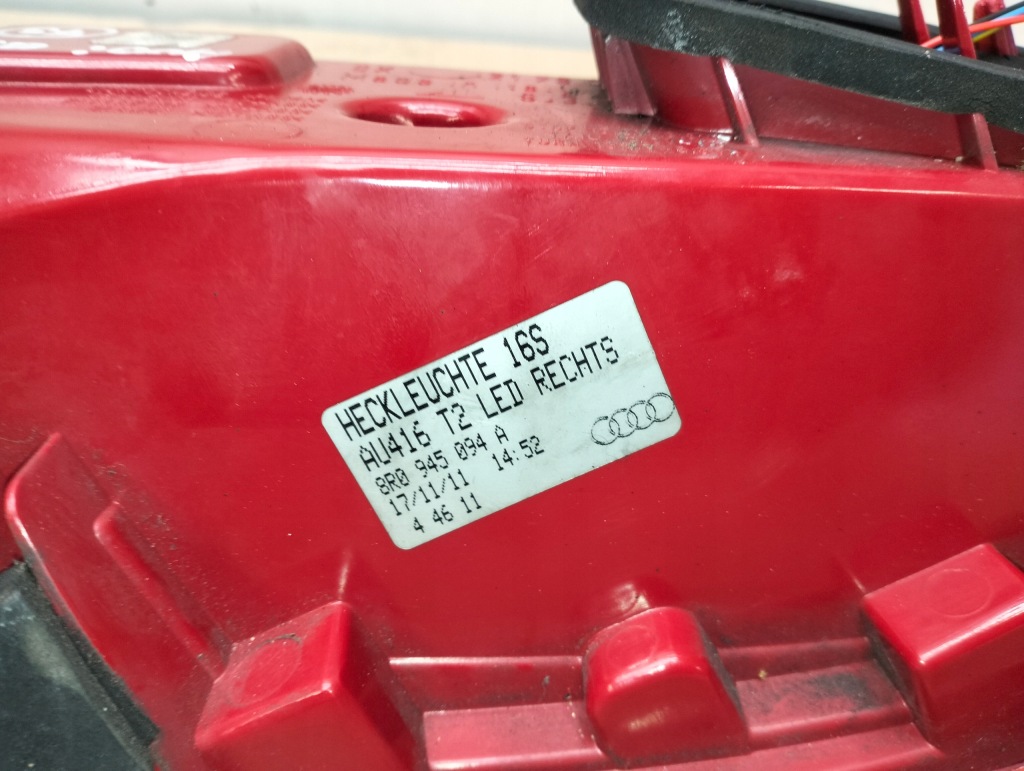 HECKLEUCHTE 16S
AU416 T2 LED RECHTS
8R0 945 094 A
17/11/11 14:52
4 46 11